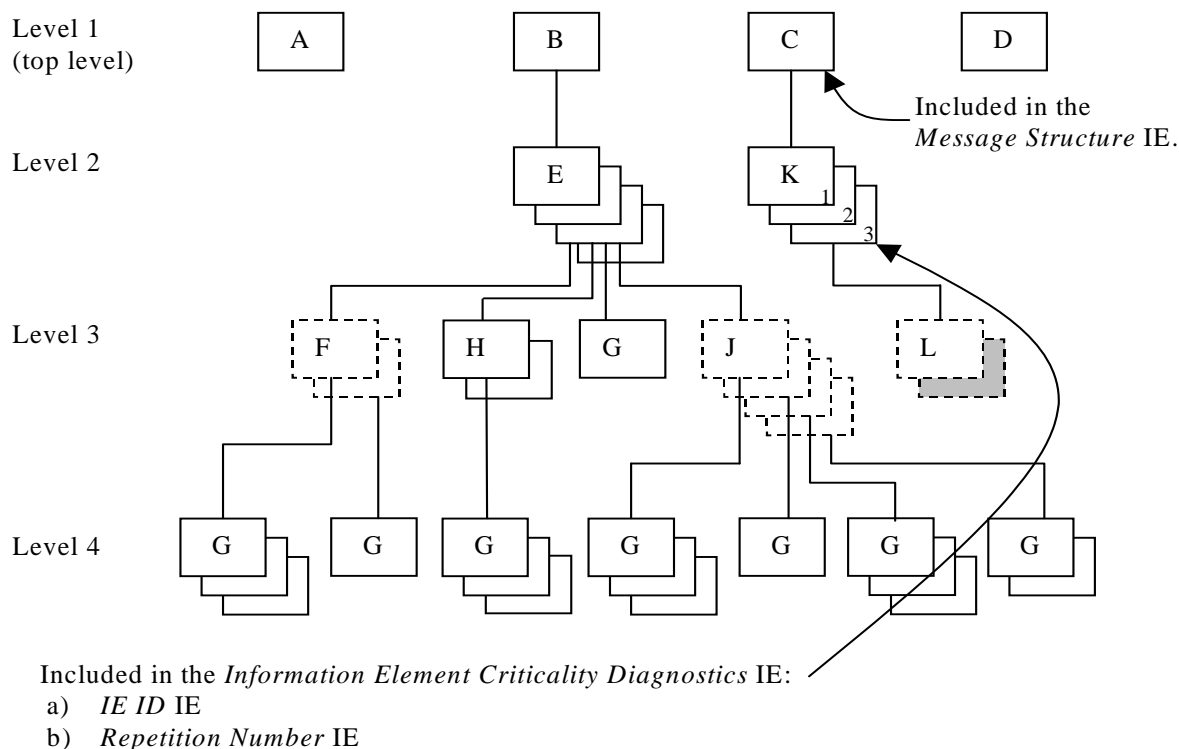 Level 1
(top level)
A
B
C
D
Included in the
Message Structure IE.
Level 2
E
K
1
2
3
Level 3
F
H
G
J
L
Level 4
G
G
G
G
G
G
G
Included in the Information Element Criticality Diagnostics IE:
a) IE ID IE
b) Repetition Number IE